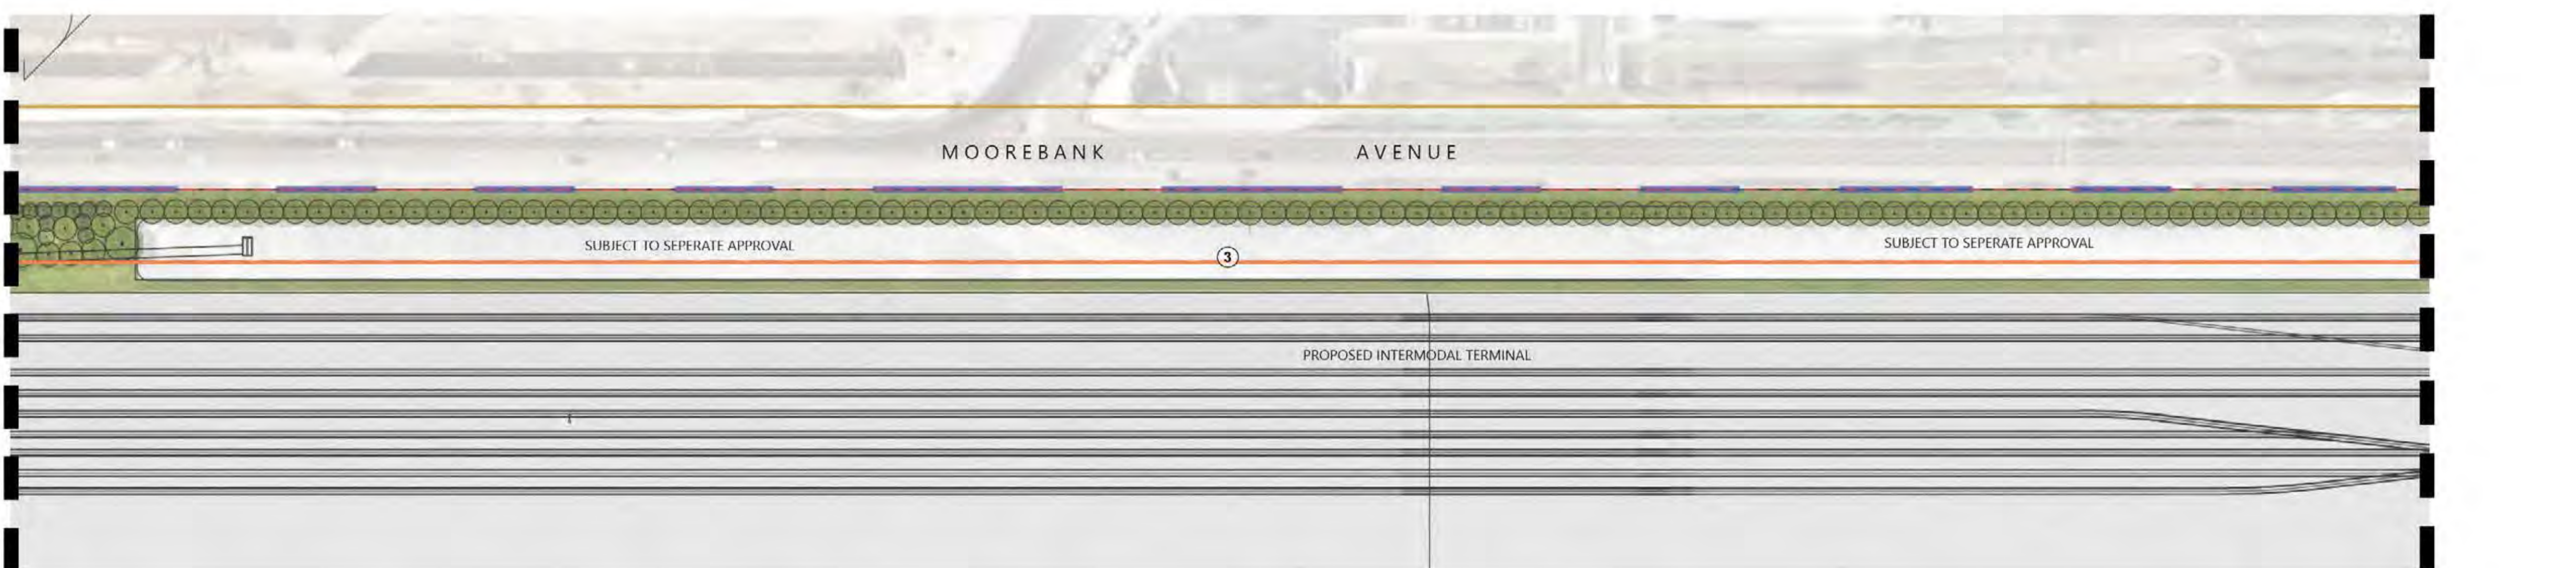 MOOREBANK AVENUE
SUBJECT TO SEPERATE APPROVAL
3
SUBJECT TO SEPERATE APPROVAL
PROPOSED INTERMODAL TERMINAL